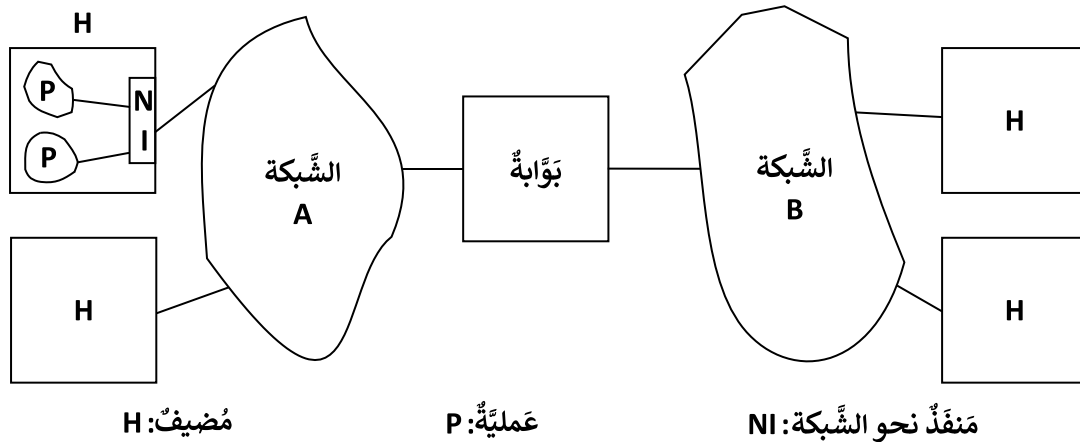 H
P
N
I
P
H
الشَّبكة
A
بَوَّابةٌ
الشَّبكة
B
H
H
H: مُضيفٌ
P: عَمليَّةٌ
NI: مَنفَذٌ نحو الشَّبكة